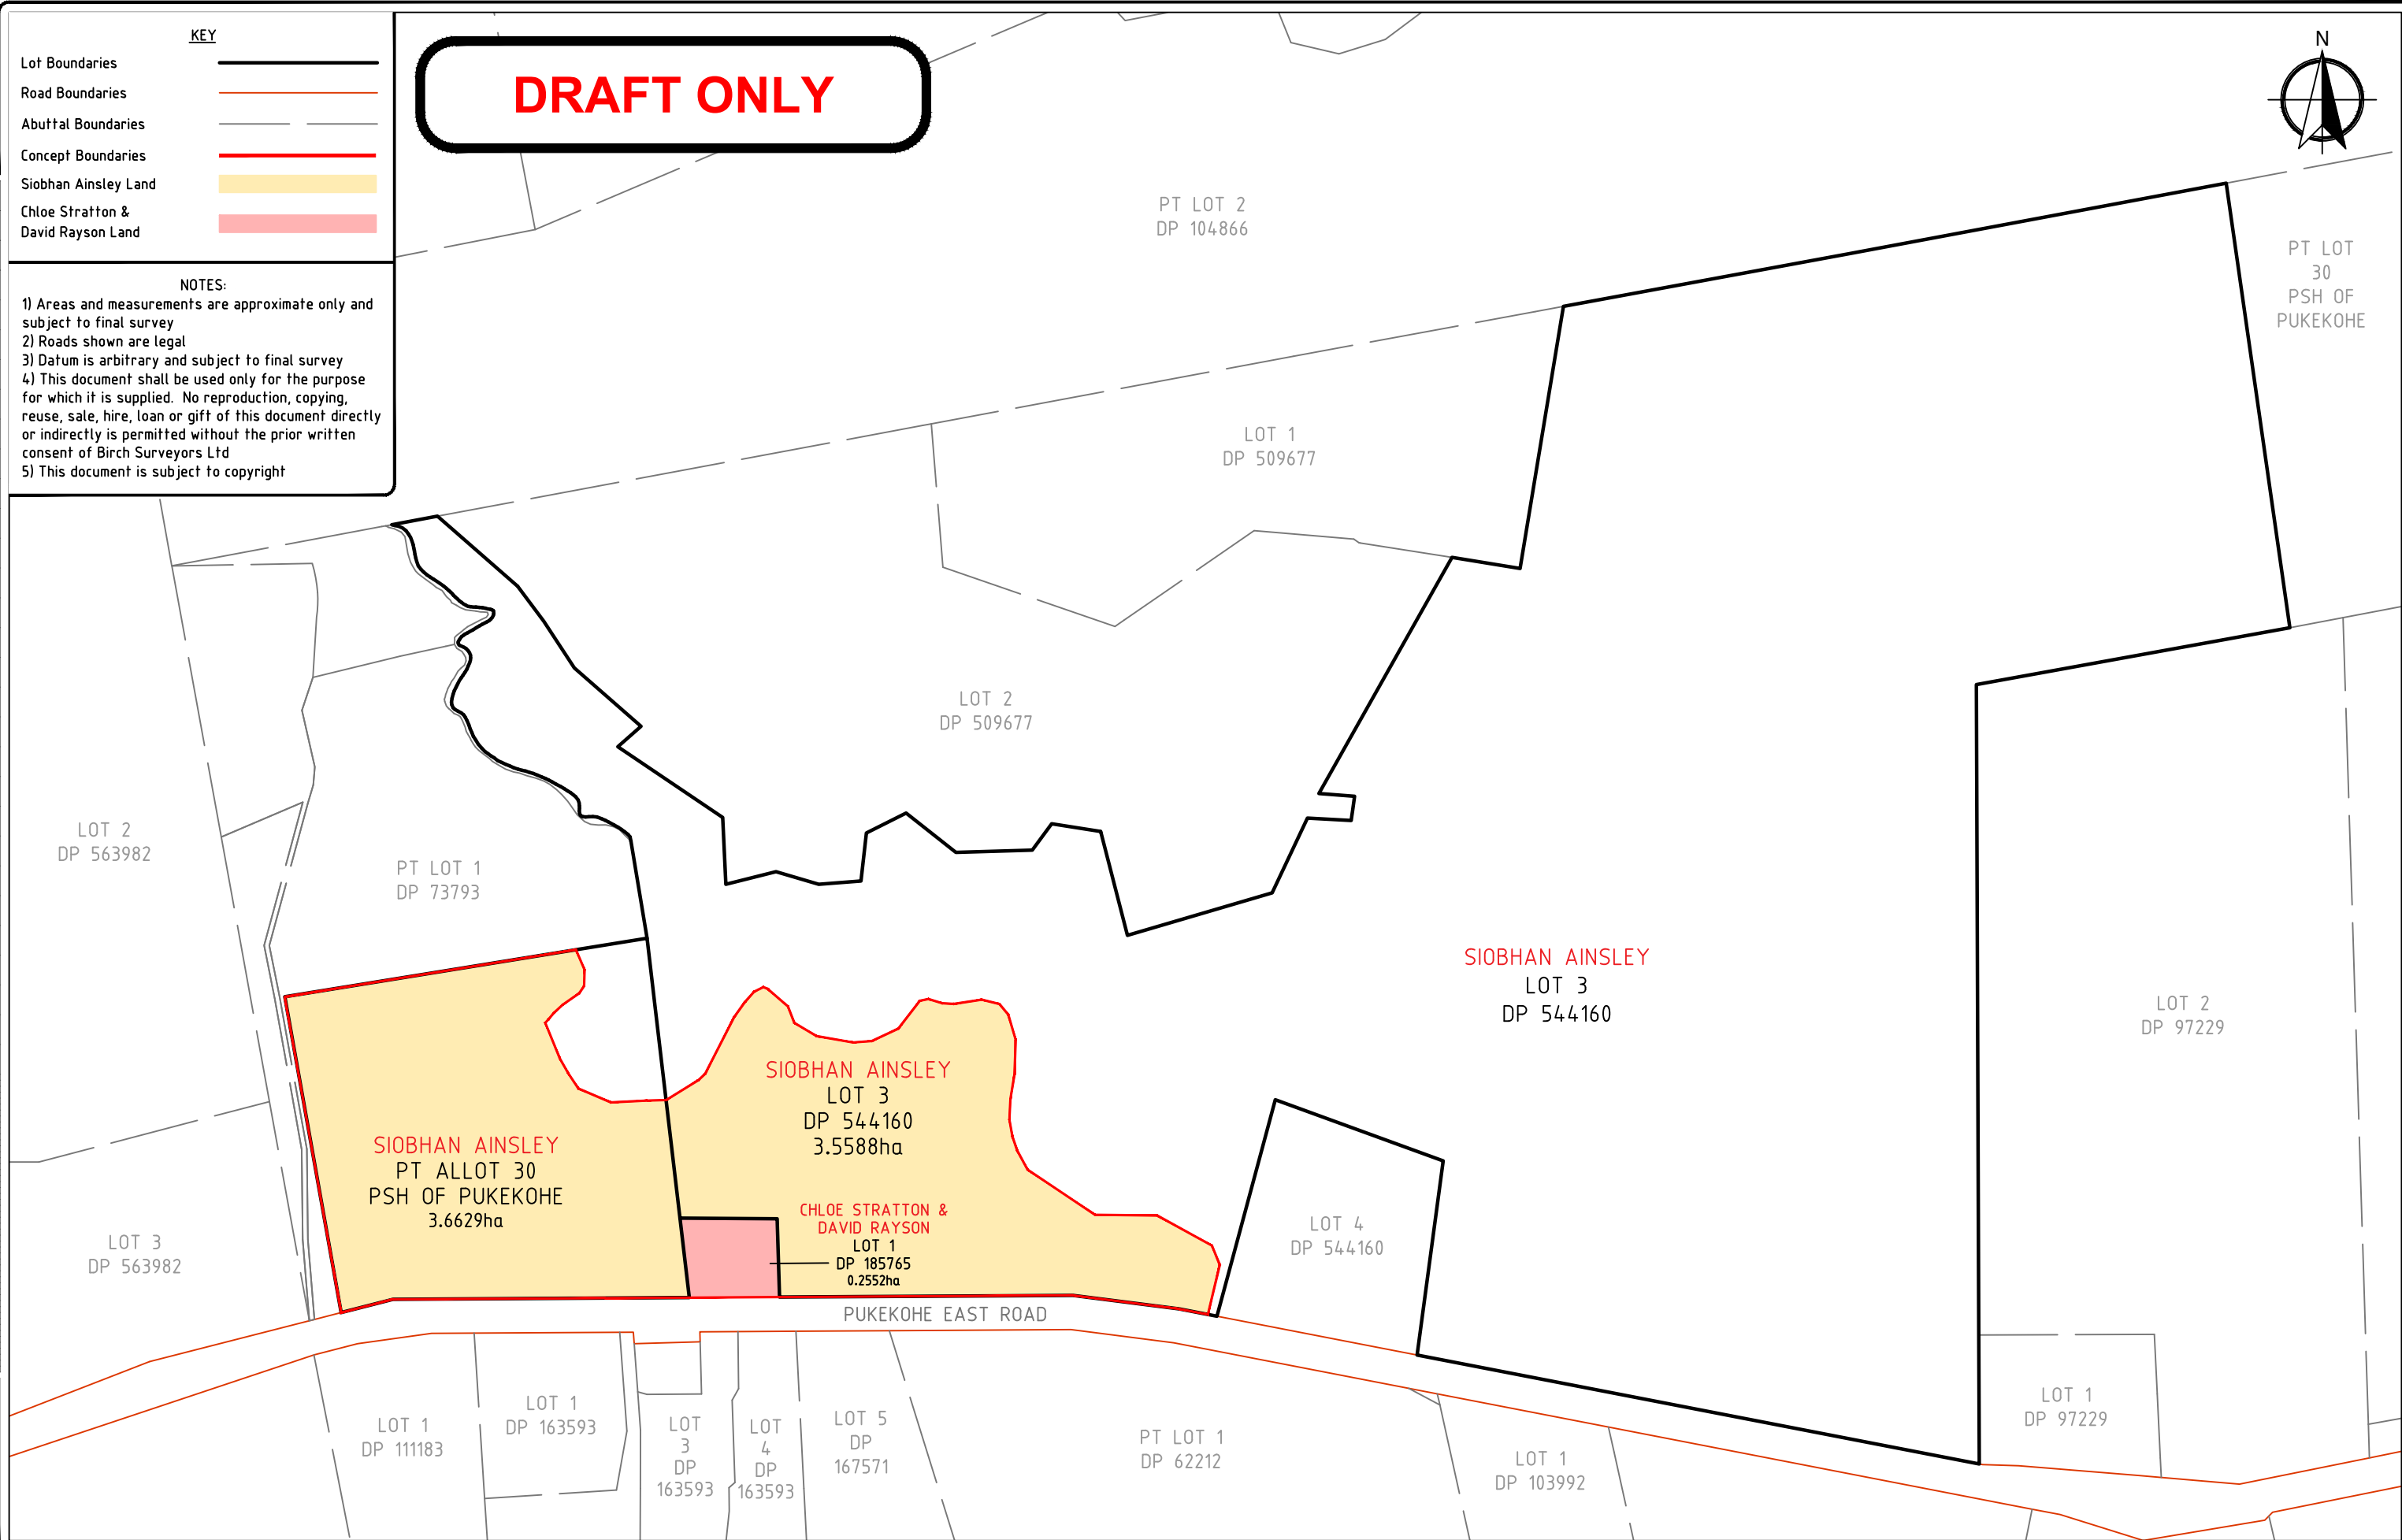 KEY
Lot Boundaries
Road Boundaries
Abuttal Boundaries
Concept Boundaries
Siobhan Ainsley Land
Chloe Stratton &
David Rayson Land
NOTES:
1) Areas and measurements are approximate only and
subject to final survey
2) Roads shown are legal
3) Datum is arbitrary and subject to final survey
4) This document shall be used only for the purpose
for which it is supplied. No reproduction, copying,
reuse, sale, hire, loan or gift of this document directly
or indirectly is permitted without the prior written
consent of Birch Surveyors Ltd
5) This document is subject to copyright
DRAFT ONLY
N
PT LOT 2
DP 104866
PT LOT
30
PSH OF
PUKEKOHE
LOT 1
DP 509677
LOT 2
DP 509677
LOT 2
DP 563982
PT LOT 1
DP 73793
SIOBHAN AINSLEY
LOT 3
DP 544160
LOT 2
DP 97229
SIOBHAN AINSLEY
LOT 3
DP 544160
3.5588ha
SIOBHAN AINSLEY
PT ALLOT 30
PSH OF PUKEKOHE
3.6629ha
CHLOE STRATTON &
DAVID RAYSON
LOT 1
DP 185765
0.2552ha
LOT 4
DP 544160
LOT 3
DP 563982
PUKEKOHE EAST ROAD
LOT 1
DP 111183
LOT 1
DP 163593
LOT
3
DP
163593
LOT
4
DP
163593
LOT 5
DP
167571
PT LOT 1
DP 62212
LOT 1
DP 103992
LOT 1
DP 97229